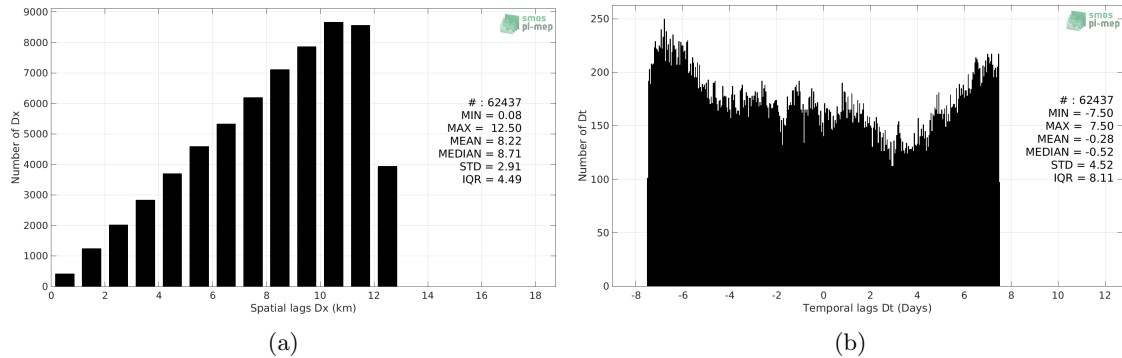 9000
8000
7000
6000
5000
4000
3000
2000
1000
0
Number of Dx
0 2 4 6 8 10 12 14 16 18
Spatial lags Dx (km)
smos
pi-mep
# : 62437
MIN = 0.08
MAX = 12.50
MEAN = 8.22
MEDIAN = 8.71
STD = 2.91
IQR = 4.49
(a)
250
200
150
100
50
0
Number of Dt
-8 -6 -4 -2 0 2 4 6 8 10 12
Temporal lags Dt (Days)
smos
pi-mep
# : 62437
MIN = -7.50
MAX = 7.50
MEAN = -0.28
MEDIAN = -0.52
STD = 4.52
IQR = 8.11
(b)